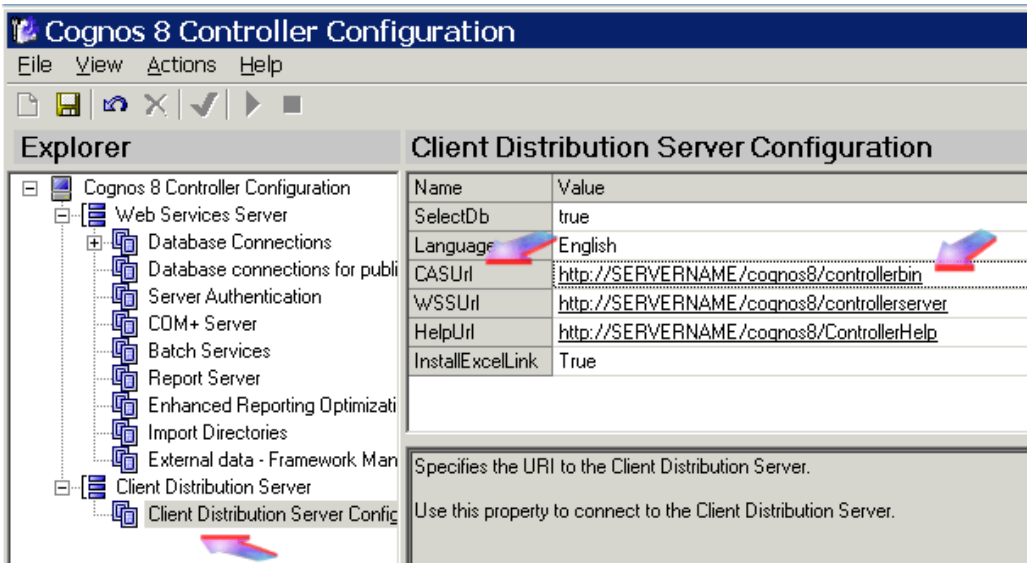 Cognos 8 Controller Configuration
File View Actions Help
Explorer
Client Distribution Server Configuration
Cognos 8 Controller Configuration
Web Services Server
Database Connections
Database connections for publi
Server Authentication
COM+ Server
Batch Services
Report Server
Enhanced Reporting Optimizati
Import Directories
External data - Framework Man
Client Distribution Server
Client Distribution Server Config
Name Value
SelectDb true
Language English
CASUrl http://SERVERNAME/cognos8/controllerbin
WSSUrl http://SERVERNAME/cognos8/controllerserver
HelpUrl http://SERVERNAME/cognos8/ControllerHelp
InstallExcelLink True
Specifies the URI to the Client Distribution Server.
Use this property to connect to the Client Distribution Server.